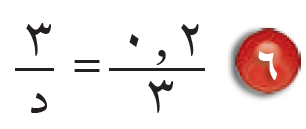 ٦ ٠,٢/٣ = ٣/د